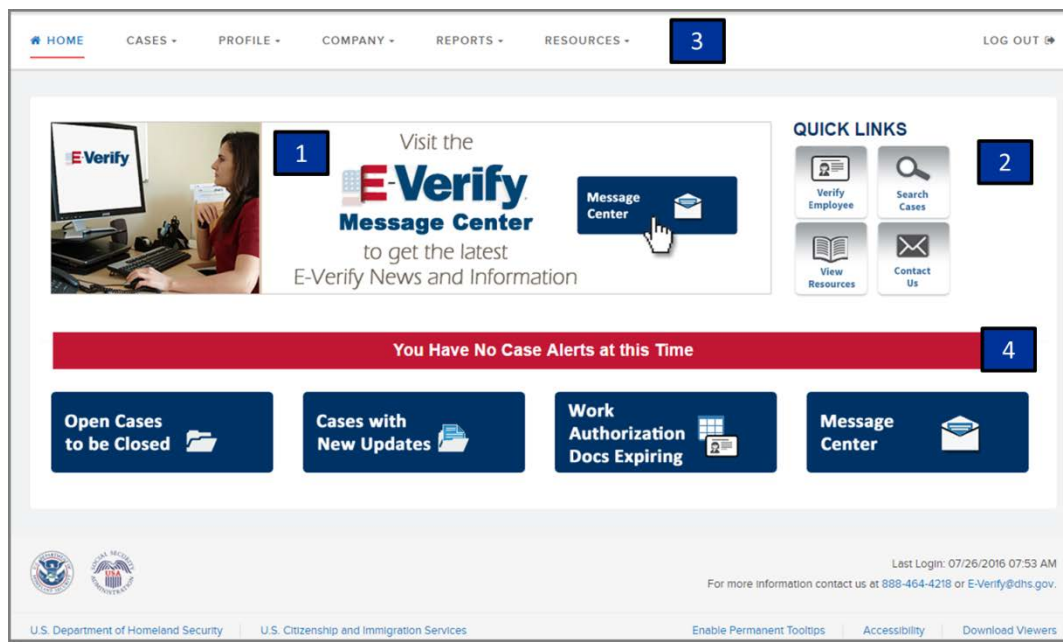 HOME CASES PROFILE COMPANY REPORTS RESOURCES 3 LOG OUT
E-Verify
1
Visit the
E-Verify
Message Center
to get the latest
E-Verify News and Information
Message
Center
QUICK LINKS
2
Verify
Employee
Search
Cases
View
Resources
Contact
Us
You Have No Case Alerts at this Time
4
Open Cases
to be Closed
Cases with
New Updates
Work
Authorization
Docs Expiring
Message
Center
Last Login: 07/26/2016 07:53 AM
For more information contact us at 888-464-4218 or E-Verify@dhs.gov.
U.S. Department of Homeland Security U.S. Citizenship and Immigration Services Enable Permanent Tooltips Accessibility Download Viewers